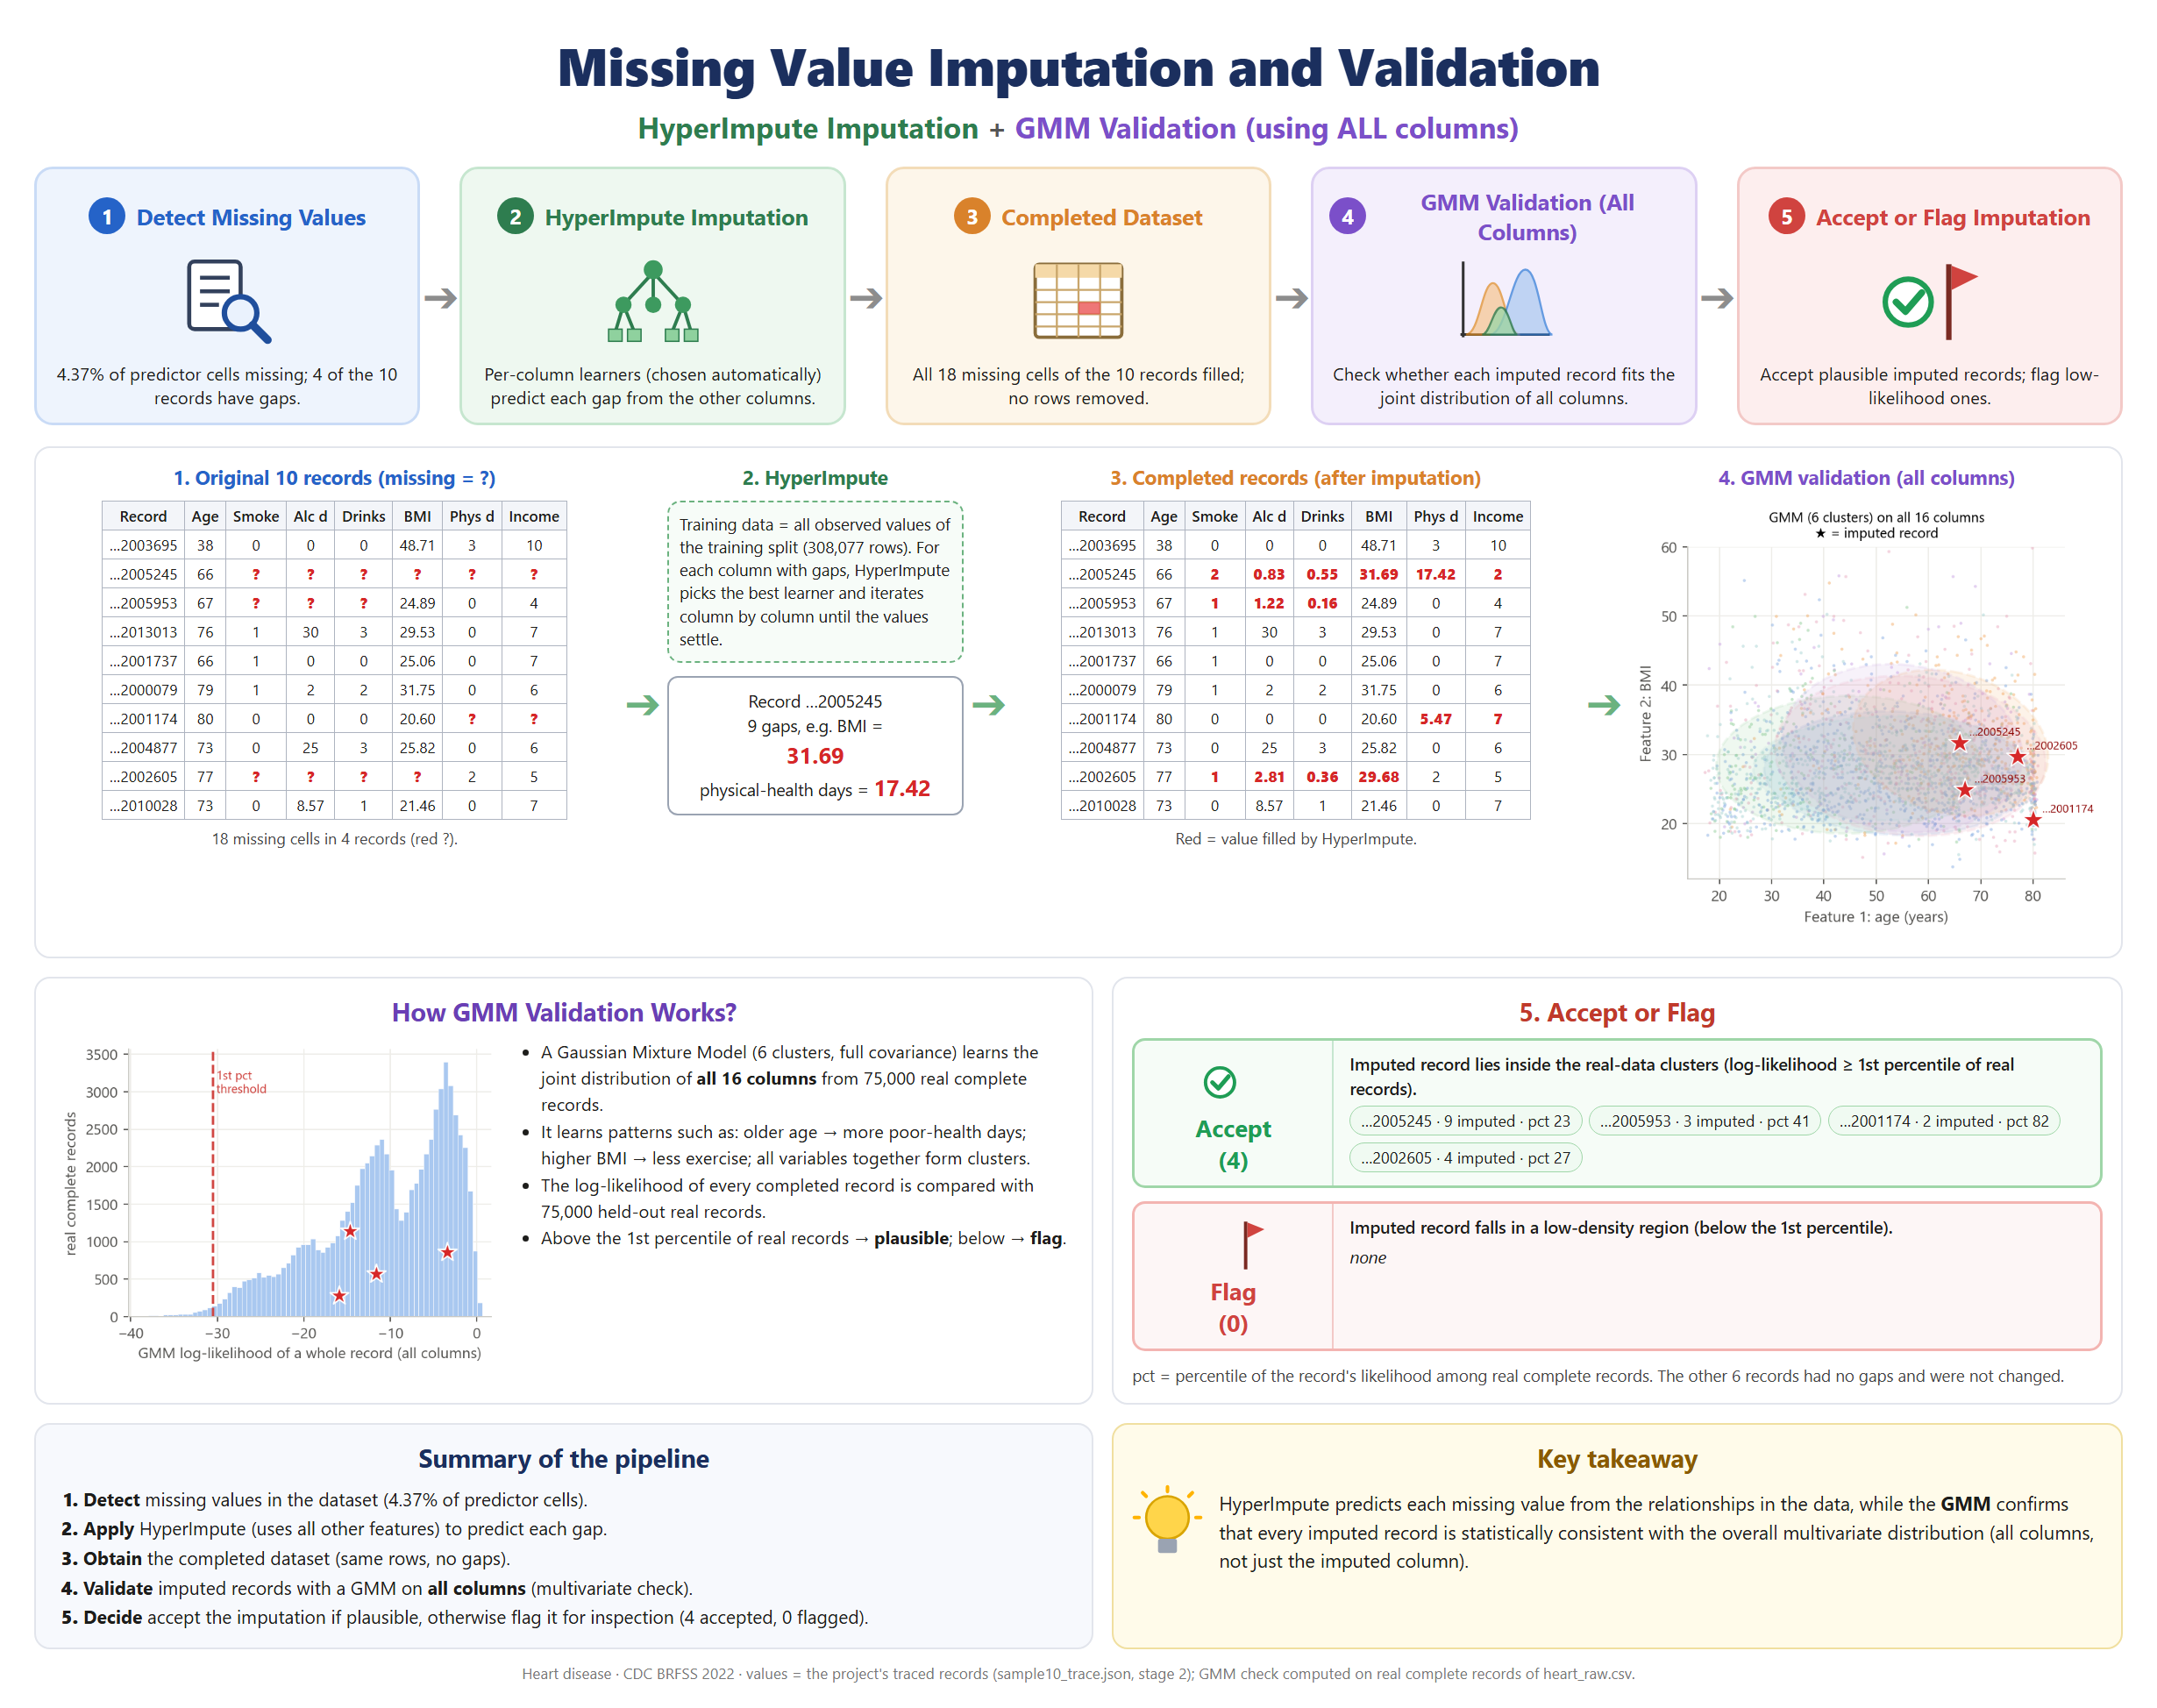 Missing Value Imputation and Validation
HyperImpute Imputation + GMM Validation (using ALL columns)
1 Detect Missing Values
4.37% of predictor cells missing; 4 of the 10
records have gaps.
2 HyperImpute Imputation
Per-column learners (chosen automatically)
predict each gap from the other columns.
3 Completed Dataset
All 18 missing cells of the 10 records filled;
no rows removed.
4 GMM Validation (All
Columns)
Check whether each imputed record fits the
joint distribution of all columns.
5 Accept or Flag Imputation
Accept plausible imputed records; flag low-
likelihood ones.
1. Original 10 records (missing = ?)
Record Age Smoke Alc d Drinks BMI Phys d Income
...2003695 38 0 0 0 48.71 3 10
...2005245 66 ? ? ? ? ? ?
...2005953 67 ? ? ? 24.89 0 4
...2013013 76 1 30 3 29.53 0 7
...2001737 66 1 0 0 25.06 0 7
...2000079 79 1 2 2 31.75 0 6
...2001174 80 0 0 0 20.60 ? ?
...2004877 73 0 25 3 25.82 0 6
...2002605 77 ? ? ? ? 2 5
...2010028 73 0 8.57 1 21.46 0 7
18 missing cells in 4 records (red ?).
2. HyperImpute
Training data = all observed values of
the training split (308,077 rows). For
each column with gaps, HyperImpute
picks the best learner and iterates
column by column until the values
settle.
Record ...2005245
9 gaps, e.g. BMI =
31.69
physical-health days = 17.42
3. Completed records (after imputation)
Record Age Smoke Alc d Drinks BMI Phys d Income
...2003695 38 0 0 0 48.71 3 10
...2005245 66 2 0.83 0.55 31.69 17.42 2
...2005953 67 1 1.22 0.16 24.89 0 4
...2013013 76 1 30 3 29.53 0 7
...2001737 66 1 0 0 25.06 0 7
...2000079 79 1 2 2 31.75 0 6
...2001174 80 0 0 0 20.60 5.47 7
...2004877 73 0 25 3 25.82 0 6
...2002605 77 1 2.81 0.36 29.68 2 5
...2010028 73 0 8.57 1 21.46 0 7
Red = value filled by HyperImpute.
4. GMM validation (all columns)
GMM (6 clusters) on all 16 columns
★ = imputed record
Feature 2: BMI
60
50
40
30
20
...2005245
...2002605
...2005953
...2001174
20 30 40 50 60 70 80
Feature 1: age (years)
How GMM Validation Works?
real complete records
3500
3000
2500
2000
1500
1000
500
0
1st pct
threshold
−40 −30 −20 −10 0
GMM log-likelihood of a whole record (all columns)
• A Gaussian Mixture Model (6 clusters, full covariance) learns the
joint distribution of all 16 columns from 75,000 real complete
records.
• It learns patterns such as: older age → more poor-health days;
higher BMI → less exercise; all variables together form clusters.
• The log-likelihood of every completed record is compared with
75,000 held-out real records.
• Above the 1st percentile of real records → plausible; below → flag.
5. Accept or Flag
Accept
(4)
Imputed record lies inside the real-data clusters (log-likelihood ≥ 1st percentile of real
records).
...2005245 · 9 imputed · pct 23 ...2005953 · 3 imputed · pct 41 ...2001174 · 2 imputed · pct 82
...2002605 · 4 imputed · pct 27
Flag
(0)
Imputed record falls in a low-density region (below the 1st percentile).
none
pct = percentile of the record's likelihood among real complete records. The other 6 records had no gaps and were not changed.
Summary of the pipeline
1. Detect missing values in the dataset (4.37% of predictor cells).
2. Apply HyperImpute (uses all other features) to predict each gap.
3. Obtain the completed dataset (same rows, no gaps).
4. Validate imputed records with a GMM on all columns (multivariate check).
5. Decide accept the imputation if plausible, otherwise flag it for inspection (4 accepted, 0 flagged).
Key takeaway
HyperImpute predicts each missing value from the relationships in the data, while the GMM confirms
that every imputed record is statistically consistent with the overall multivariate distribution (all columns,
not just the imputed column).
Heart disease · CDC BRFSS 2022 · values = the project's traced records (sample10_trace.json, stage 2); GMM check computed on real complete records of heart_raw.csv.